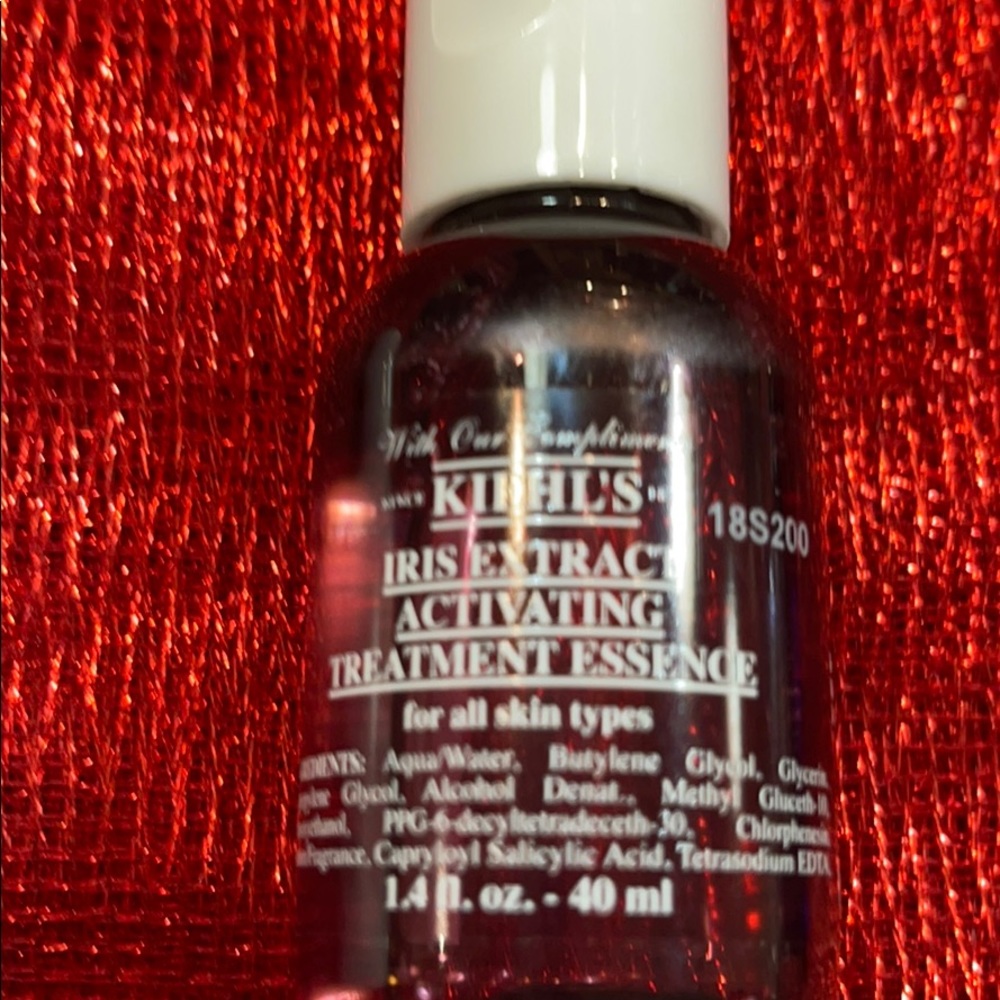 With Our Compliments
SINCE KIEHL'S
18S200
IRIS EXTRACT
ACTIVATING
TREATMENT ESSENCE
for all skin types
Aqua/Water, Butylene Glycol, Glycerin
Glycol, Alcohol Denat., Methyl Gluceth-10
PPG-6-decyltetradeceth-30,
Fragrance, Capryloyl Salicylic Acid, Tetrasodium EDTA
1.4 fl. oz. - 40 ml